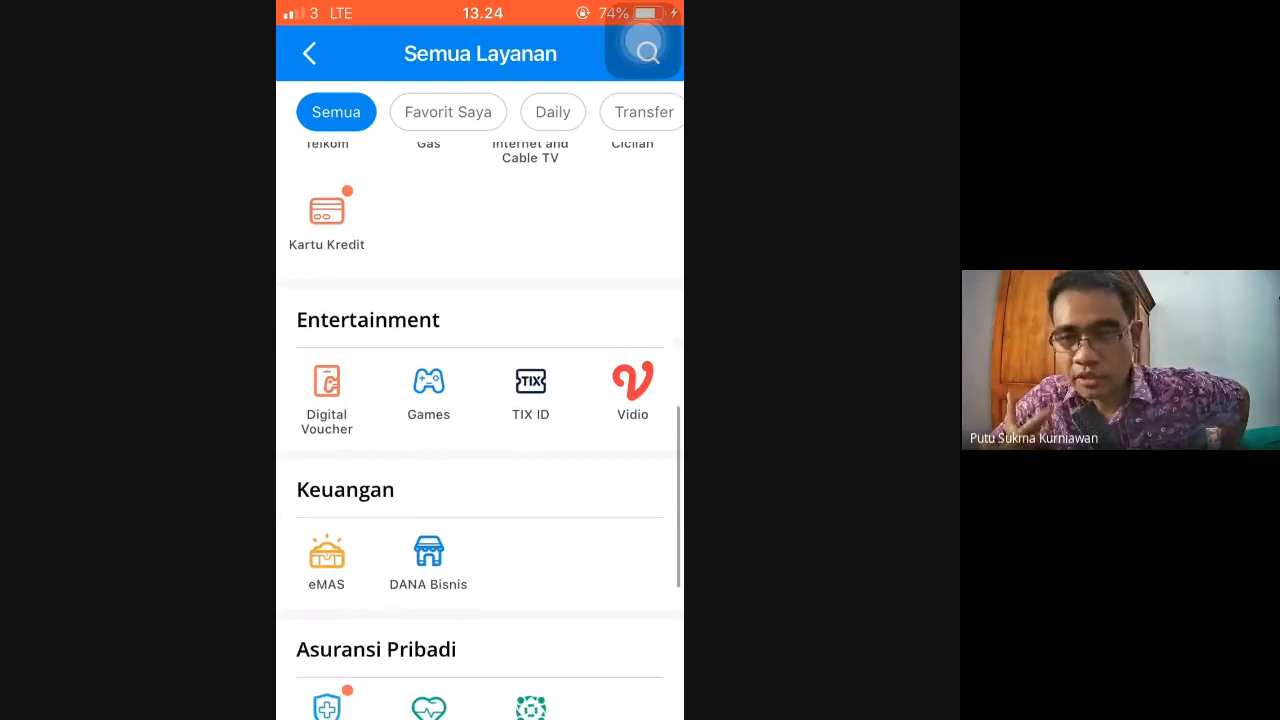 3 LTE 13.24 74%
Semua Layanan
Semua Favorit Saya Daily Transfer
Telkom Gas Internet and Cicilan
Cable TV
Kartu Kredit
Entertainment
TIX
Digital Games TIX ID Vidio
Voucher
Keuangan
eMAS DANA Bisnis
Asuransi Pribadi
Putu Sukma Kurniawan